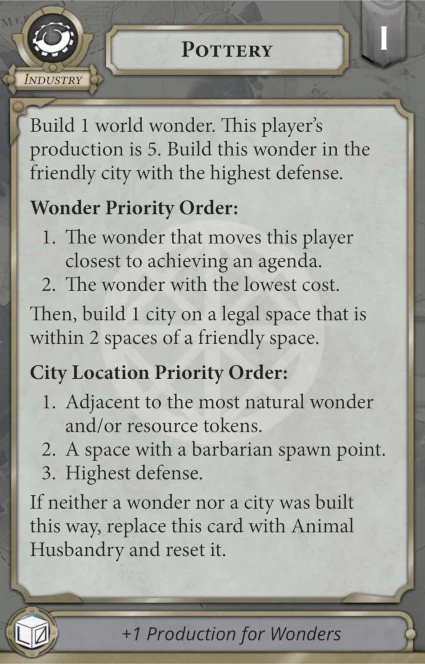 POTTERY
I
INDUSTRY
Build 1 world wonder. This player's
production is 5. Build this wonder in the
friendly city with the highest defense.
Wonder Priority Order:
1. The wonder that moves this player
closest to achieving an agenda.
2. The wonder with the lowest cost.
Then, build 1 city on a legal space that is
within 2 spaces of a friendly space.
City Location Priority Order:
1. Adjacent to the most natural wonder
and/or resource tokens.
2. A space with a barbarian spawn point.
3. Highest defense.
If neither a wonder nor a city was built
this way, replace this card with Animal
Husbandry and reset it.
+1 Production for Wonders